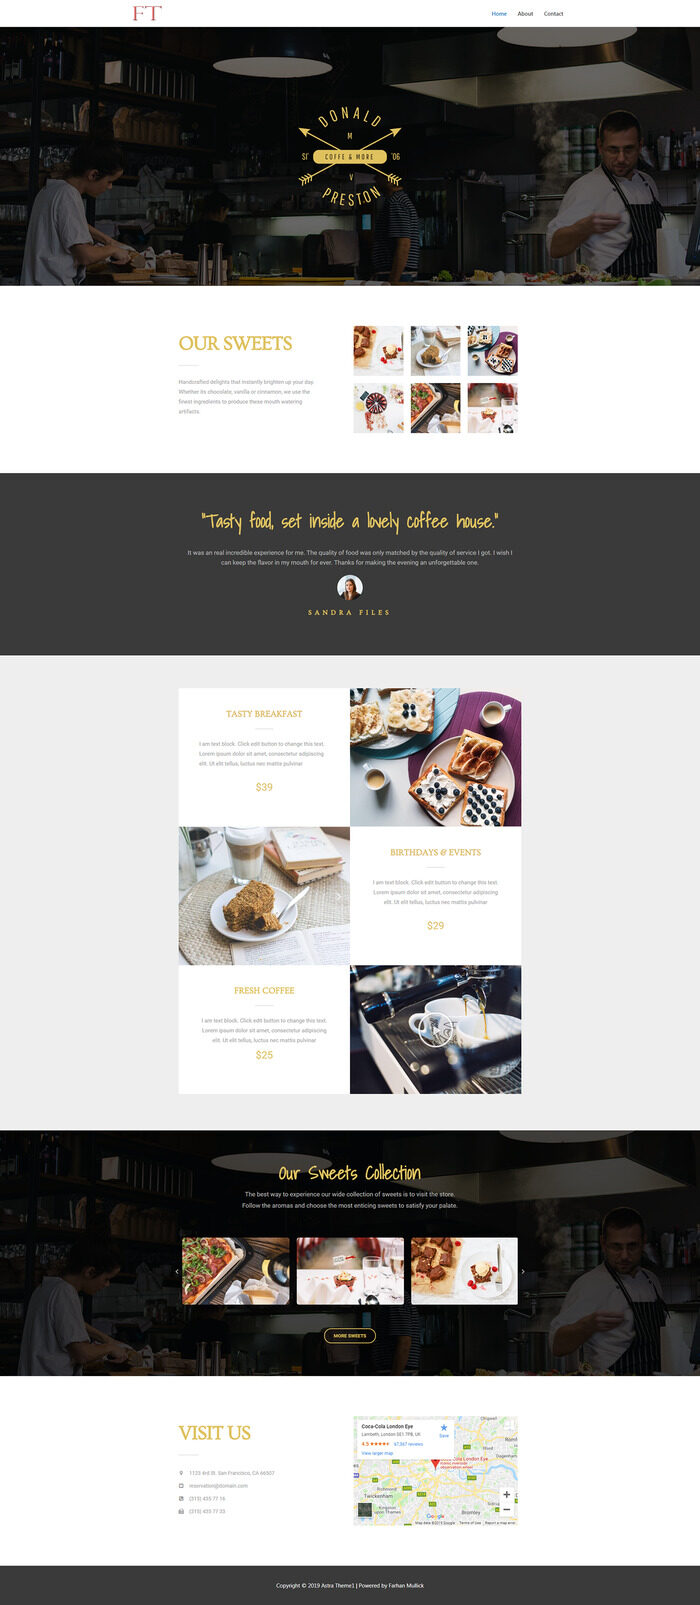 FT
Home About Contact
DONALD
M
SI' COFFE & MORE '06
V
PRESTON
OUR SWEETS
Handcrafted delights that instantly brighten up your day.
Whether its chocolate, vanilla or cinnamon, we use the
finest ingredients to produce these mouth watering
artifacts.
"Tasty food, set inside a lovely coffee house."
It was an real incredible experience for me. The quality of food was only matched by the quality of service I got. I wish I
can keep the flavor in my mouth for ever. Thanks for making the evening an unforgettable one.
SANDRA FILES
TASTY BREAKFAST
I am text block. Click edit button to change this text.
Lorem ipsum dolor sit amet, consectetur adipiscing
elit. Ut elit tellus, luctus nec mattis pulvinar
$39
BIRTHDAYS & EVENTS
I am text block. Click edit button to change this text.
Lorem ipsum dolor sit amet, consectetur adipiscing
elit. Ut elit tellus, luctus nec mattis pulvinar
$29
FRESH COFFEE
I am text block. Click edit button to change this text.
Lorem ipsum dolor sit amet, consectetur adipiscing
elit. Ut elit tellus, luctus nec mattis pulvinar
$25
Our Sweets Collection
The best way to experience our wide collection of sweets is to visit the store.
Follow the aromas and choose the most enticing sweets to satisfy your palate.
MORE SWEETS
VISIT US
1123 4rd St. San Francisco, CA 66507
reservation@domain.com
(315) 435 77 16
(315) 435 77 33
Coca-Cola London Eye
Lambeth, London SE1 7PB, UK
4.5 67,967 reviews
View larger map
Save
Chigwell
Ilford
Romf
Dagenham
London Eye
Iconic riverside
observation wheel
Richmond
Twickenham
Kingston
upon Thames
Bromley
Google
Map data ©2019 Google Terms of Use Report a map error
Copyright © 2019 Astra Theme1 | Powered by Farhan Mullick